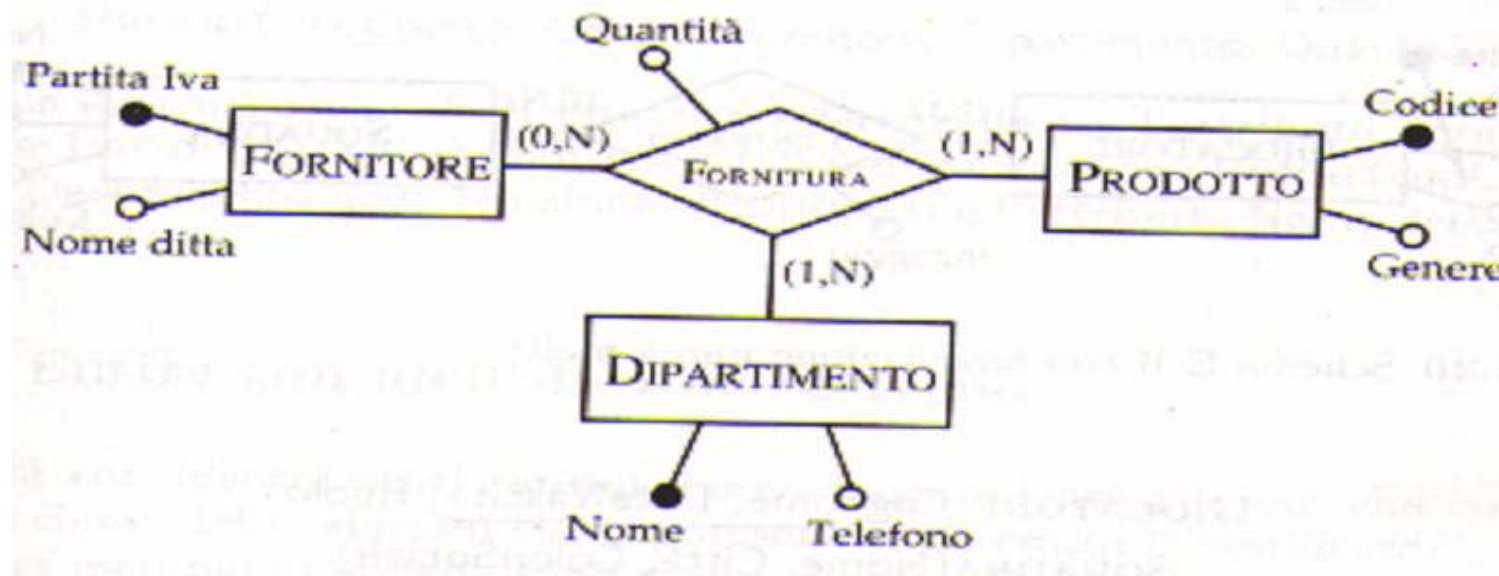 Quantità
Partita Iva
Codice
(0,N)
(1,N)
FORNITORE
FORNITURA
PRODOTTO
Nome ditta
Genere
(1,N)
DIPARTIMENTO
Nome
Telefono